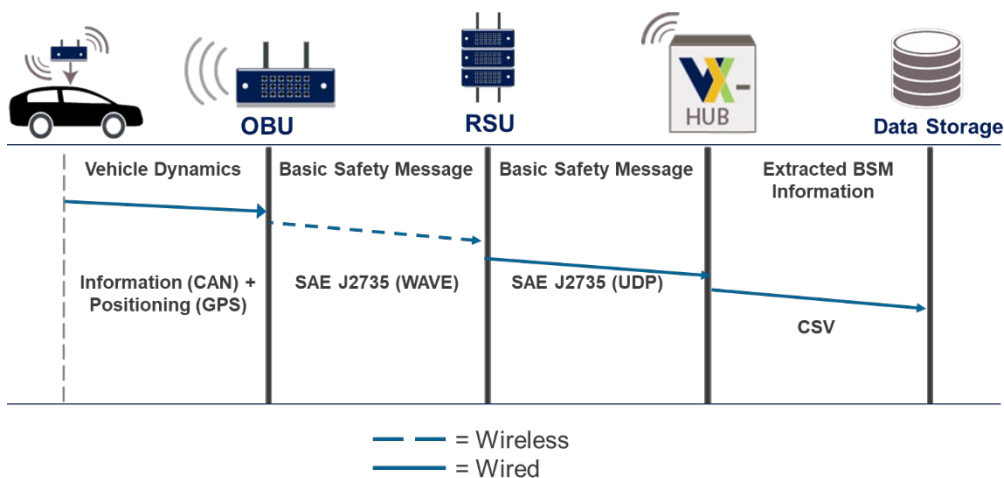 OBU
RSU
VX-
HUB
Data Storage
Vehicle Dynamics
Basic Safety Message
Basic Safety Message
Extracted BSM
Information
Information (CAN) +
Positioning (GPS)
SAE J2735 (WAVE)
SAE J2735 (UDP)
CSV
= Wireless
= Wired